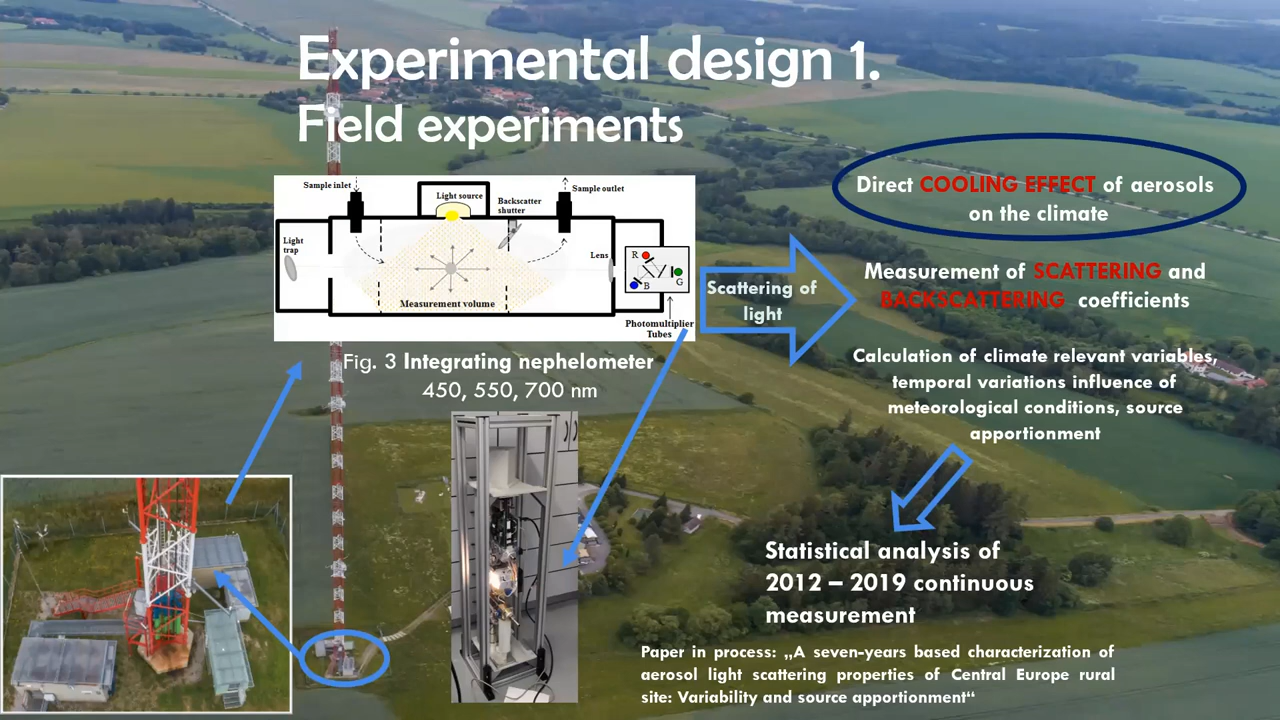 Experimental design 1.
Field experiments
Sample inlet
Light source
Backscatter
shutter
Sample outlet
Light
trap
Lens
R
B
G
Measurement volume
Photomultiplier
Tubes
Fig. 3 Integrating nephelometer
450, 550, 700 nm
Scattering of
light
Direct COOLING EFFECT of aerosols
on the climate
Measurement of SCATTERING and
BACKSCATTERING coefficients
Calculation of climate relevant variables,
temporal variations influence of
meteorological conditions, source
apportionment
Statistical analysis of
2012 – 2019 continuous
measurement
Paper in process: „A seven-years based characterization of
aerosol light scattering properties of Central Europe rural
site: Variability and source apportionment“